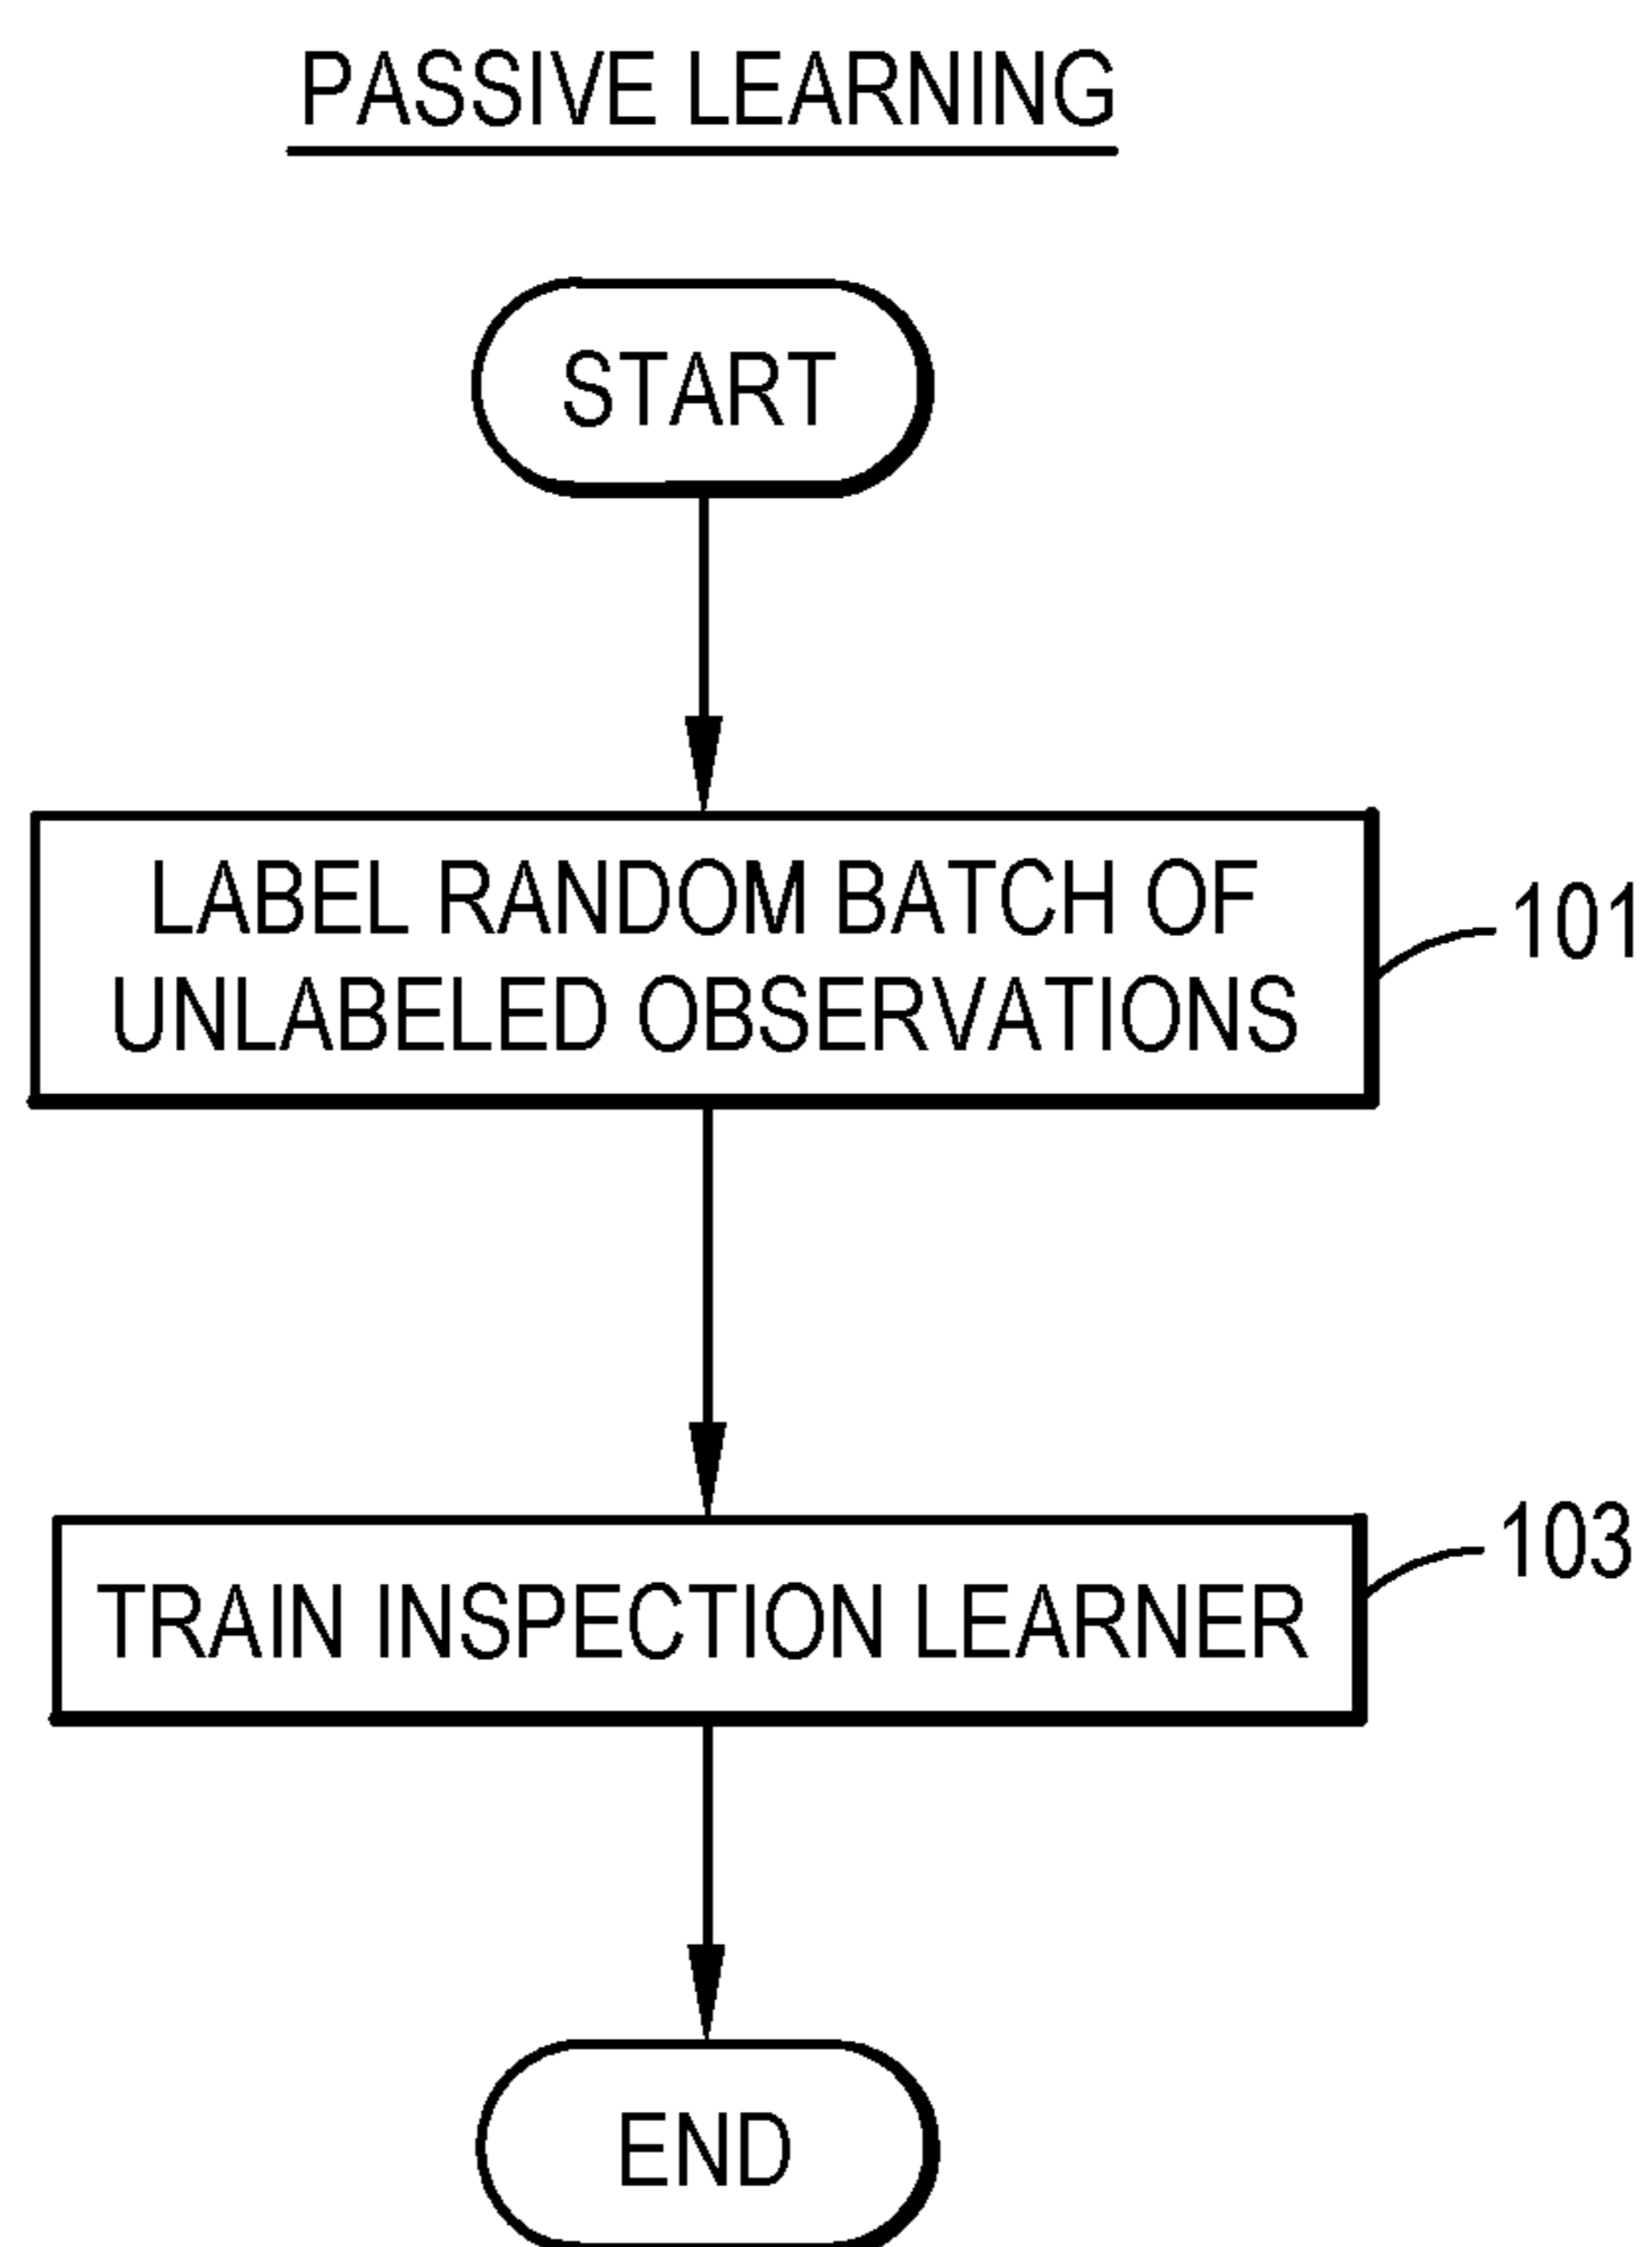 PASSIVE LEARNING
START
LABEL RANDOM BATCH OF
UNLABELED OBSERVATIONS
101
TRAIN INSPECTION LEARNER
103
END